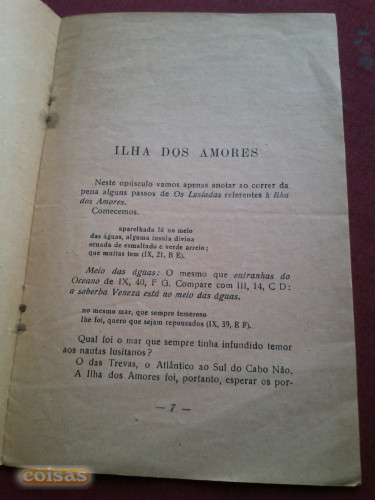 ILHA DOS AMORES
Neste opúsculo vamos apenas anotar ao correr da
pena alguns passos de Os Lusíadas referentes à Ilha
dos Amores.
Comecemos.
aparelhada lá no meio
das águas, alguma ínsula divina
ornada de esmaltado e verde arreio;
que muitas tem (IX, 21, B E).
Meio das águas: O mesmo que entranhas do
Oceano de IX, 40, F G. Compare com III, 14, C D:
a soberba Veneza está no meio das águas.
no mesmo mar, que sempre temeroso
lhe foi, quero que sejam repousados (IX, 39, E F).
Qual foi o mar que sempre tinha infundido temor
aos nautas lusitanos?
O das Trevas, o Atlântico ao Sul do Cabo Não.
A Ilha dos Amores foi, portanto, esperar os por-
— 7 —
coisas